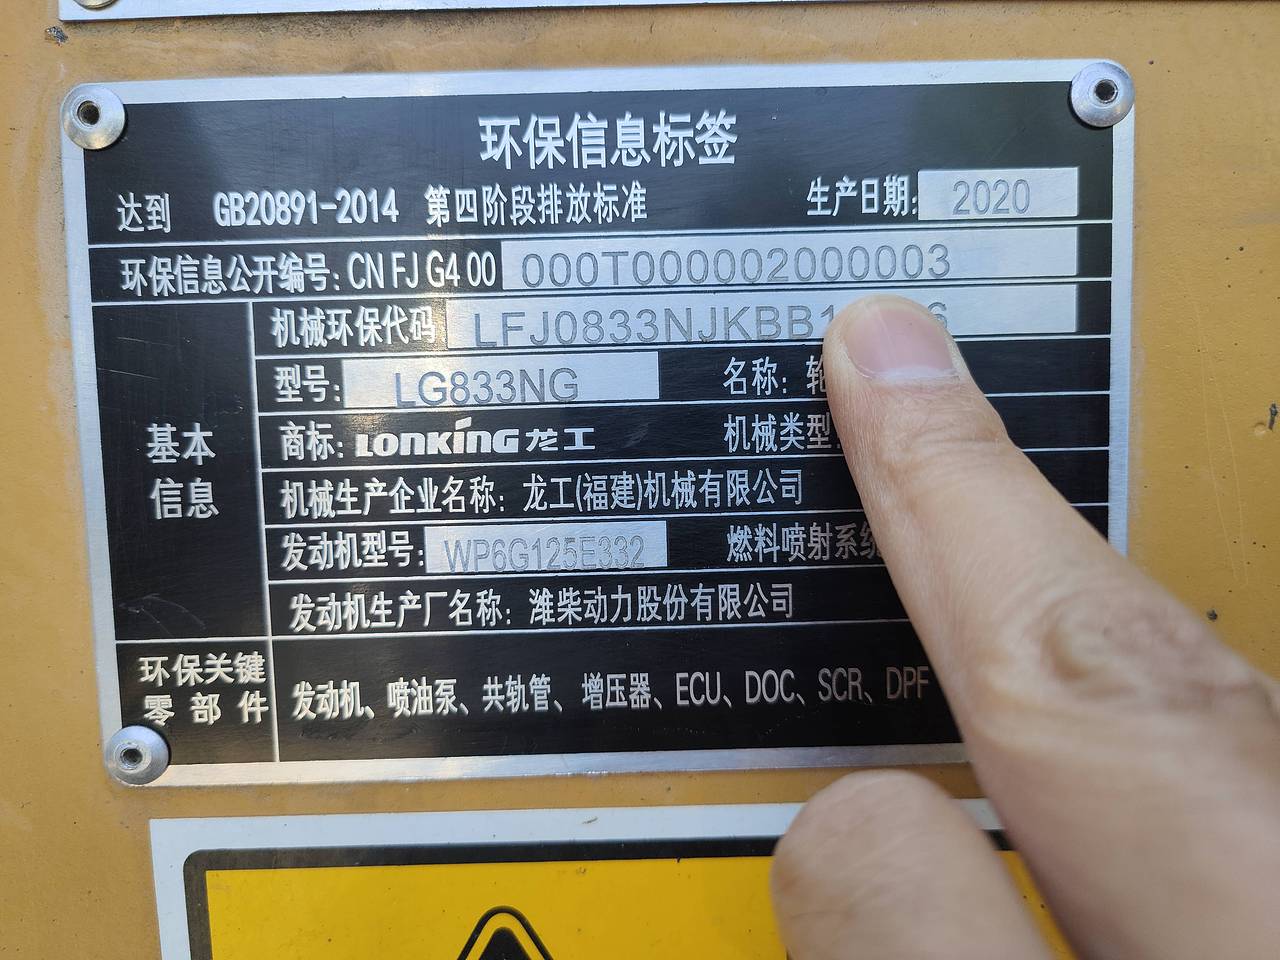 环保信息标签
达到 GB20891-2014 第四阶段排放标准 生产日期: 2020
环保信息公开编号: CN FJ G4 00 000T000002000003
机械环保代码 LFJ0833NJKBB1
型号: LG833NG 名称:
商标: LONKING 龙工 机械类型
基本信息
机械生产企业名称: 龙工(福建)机械有限公司
发动机型号: WP6G125E332 燃料喷射系统
发动机生产厂名称: 潍柴动力股份有限公司
环保关键零部件 发动机、喷油泵、共轨管、增压器、ECU、DOC、SCR、DPF